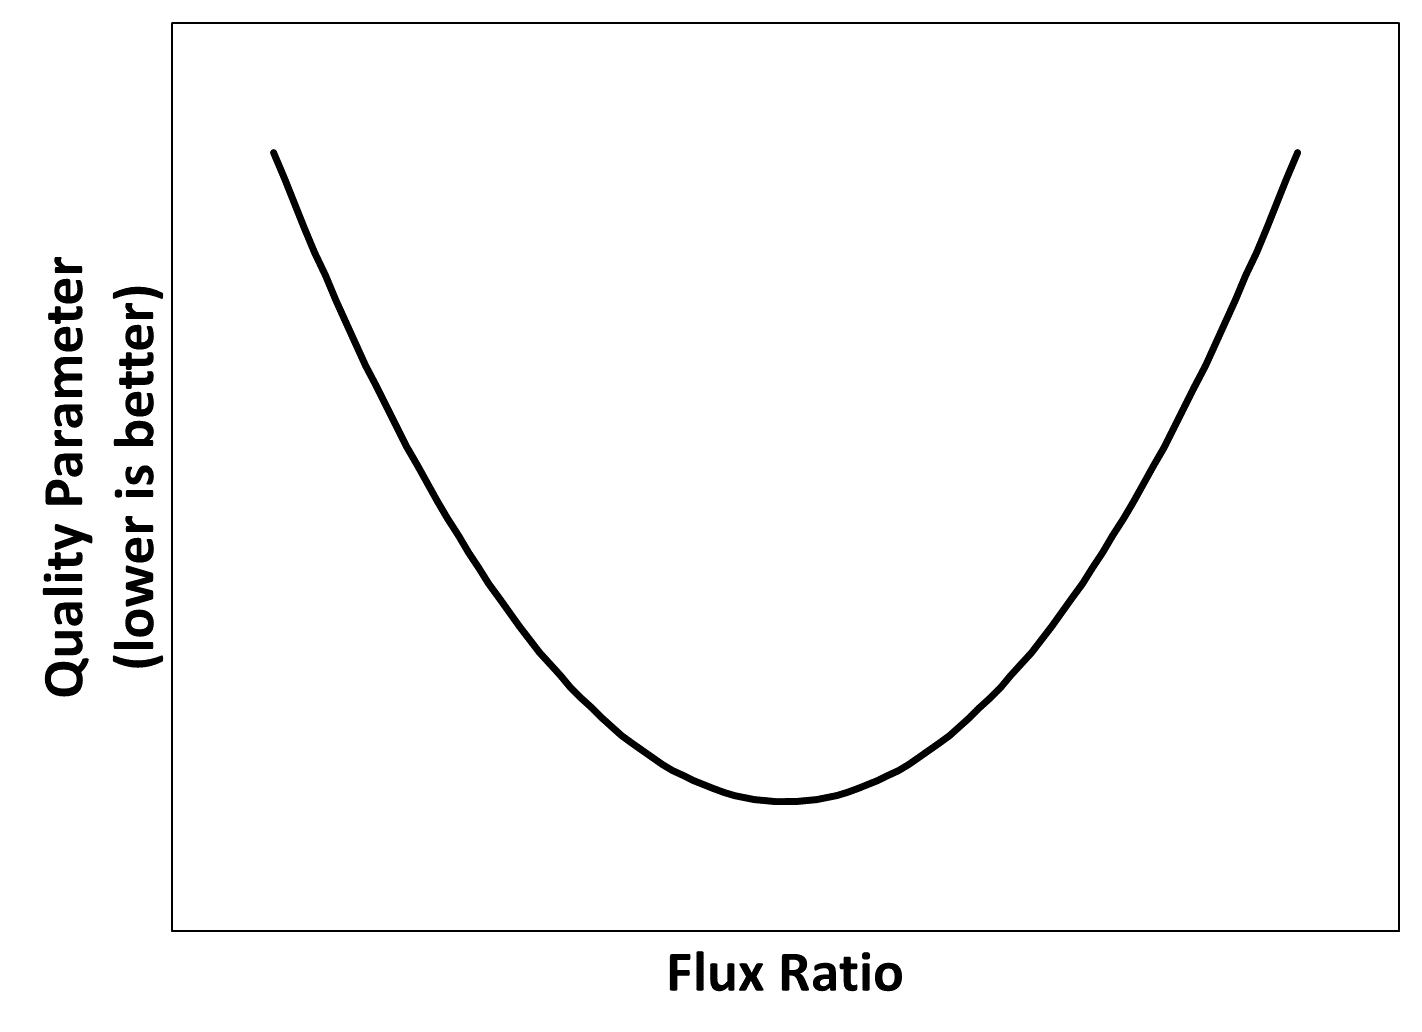 Quality Parameter
(lower is better)
Flux Ratio